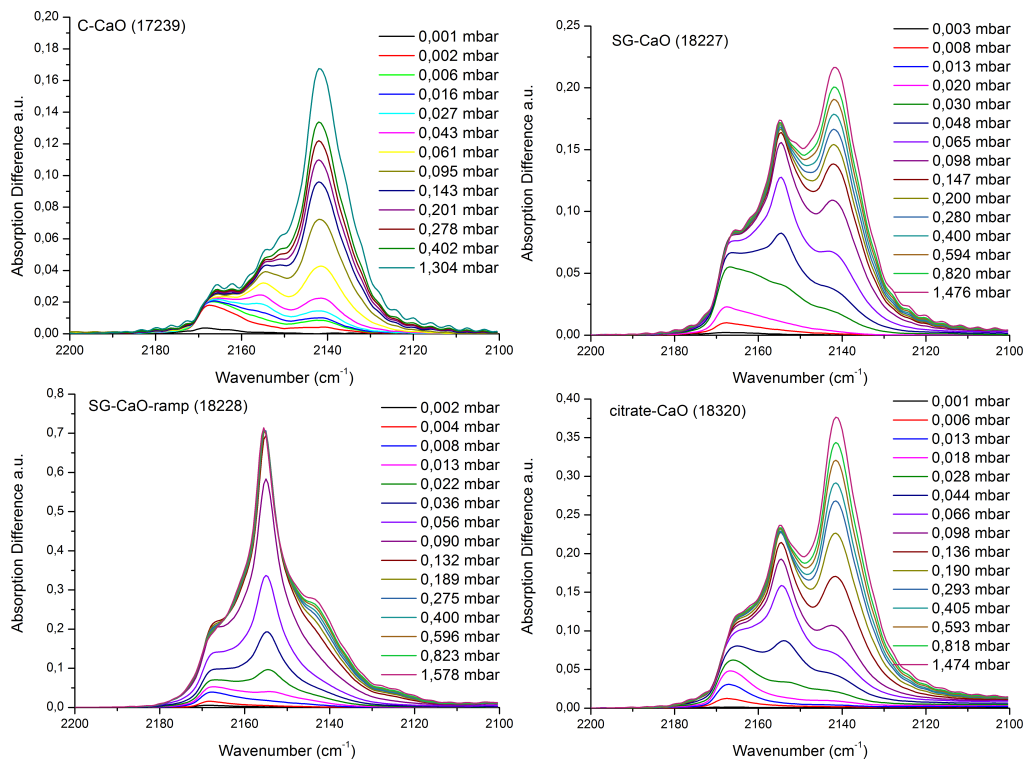 C-CaO (17239)
0,20
0,18
0,16
0,14
0,12
0,10
0,08
0,06
0,04
0,02
0,00
Absorption Difference a.u.
2200
2180
2160
2140
2120
2100
Wavenumber (cm-1)
0,001 mbar
0,002 mbar
0,006 mbar
0,016 mbar
0,027 mbar
0,043 mbar
0,061 mbar
0,095 mbar
0,143 mbar
0,201 mbar
0,278 mbar
0,402 mbar
1,304 mbar
SG-CaO (18227)
0,25
0,20
0,15
0,10
0,05
0,00
Absorption Difference a.u.
2200
2180
2160
2140
2120
2100
Wavenumber (cm-1)
0,003 mbar
0,008 mbar
0,013 mbar
0,020 mbar
0,030 mbar
0,048 mbar
0,065 mbar
0,098 mbar
0,147 mbar
0,200 mbar
0,280 mbar
0,400 mbar
0,594 mbar
0,820 mbar
1,476 mbar
SG-CaO-ramp (18228)
0,8
0,7
0,6
0,5
0,4
0,3
0,2
0,1
0,0
Absorption Difference a.u.
2200
2180
2160
2140
2120
2100
Wavenumber (cm-1)
0,002 mbar
0,004 mbar
0,008 mbar
0,013 mbar
0,022 mbar
0,036 mbar
0,056 mbar
0,090 mbar
0,132 mbar
0,189 mbar
0,275 mbar
0,400 mbar
0,596 mbar
0,823 mbar
1,578 mbar
citrate-CaO (18320)
0,40
0,35
0,30
0,25
0,20
0,15
0,10
0,05
0,00
Absorption Difference a.u.
2200
2180
2160
2140
2120
2100
Wavenumber (cm-1)
0,001 mbar
0,006 mbar
0,013 mbar
0,018 mbar
0,028 mbar
0,044 mbar
0,066 mbar
0,098 mbar
0,136 mbar
0,190 mbar
0,293 mbar
0,405 mbar
0,593 mbar
0,818 mbar
1,474 mbar